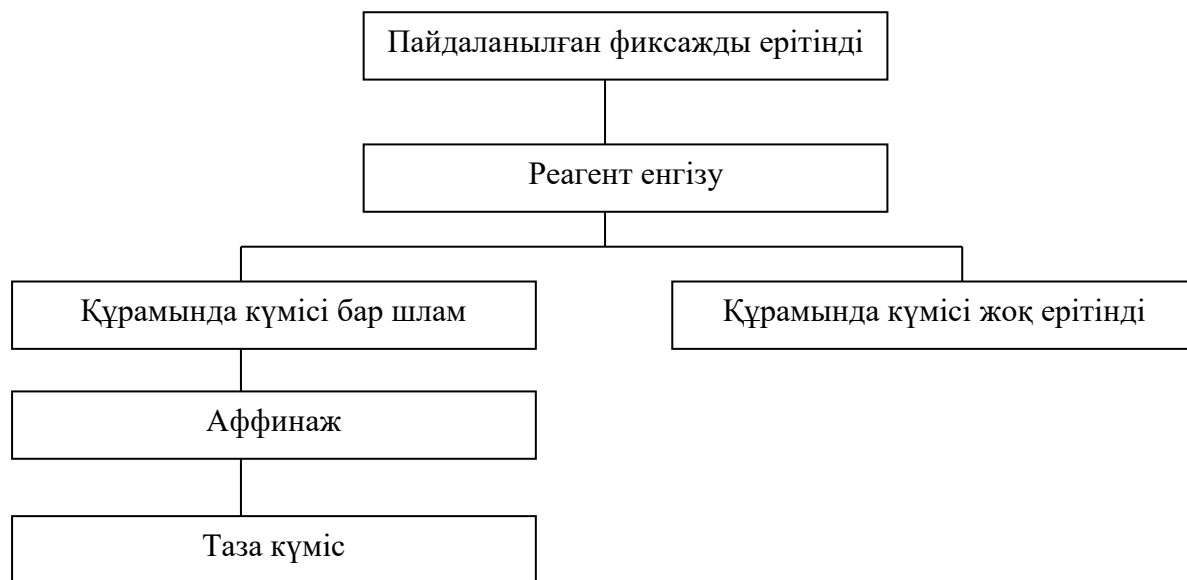 Пайдаланылған фиксажды ерітінді
Реагент енгізу
Құрамында күмісі бар шлам
Құрамында күмісі жоқ ерітінді
Аффинаж
Таза күміс